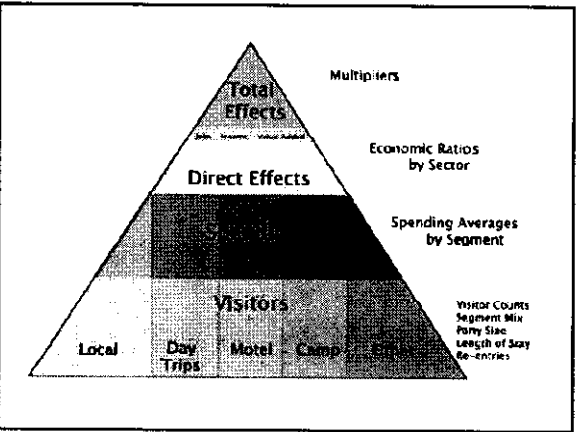 Multipliers
Total
Effects
Economic Ratios
by Sector
Direct Effects
Spending Averages
by Segment
Visitors
Visitor Counts
Segment Mix
Party Size
Length of Stay
Re-entries
Local
Day
Trips
Motel
Camp